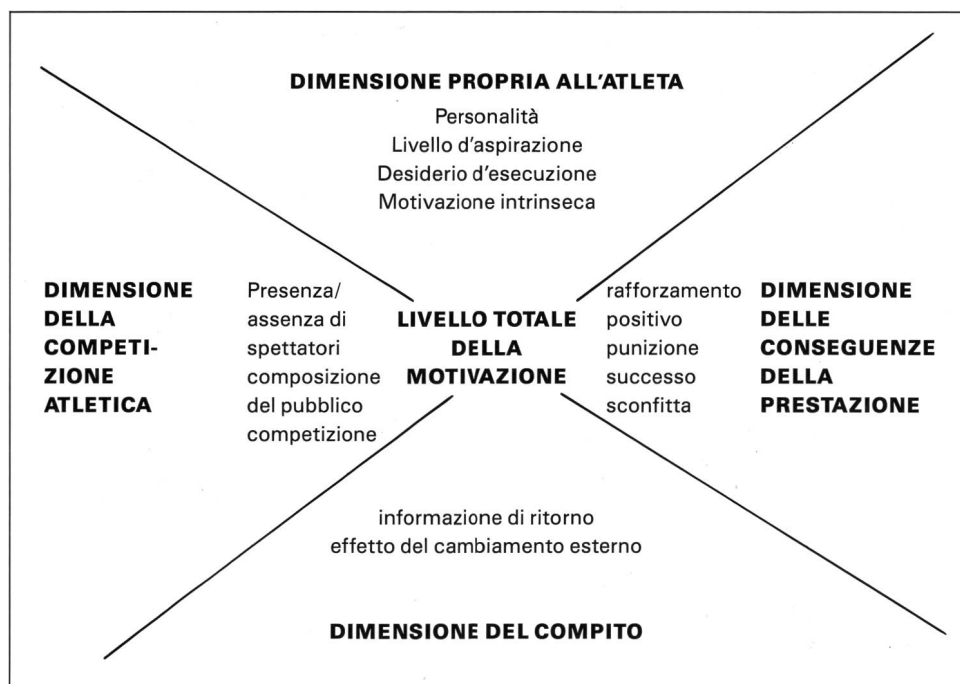 DIMENSIONE PROPRIA ALL'ATLETA
Personalità
Livello d'aspirazione
Desiderio d'esecuzione
Motivazione intrinseca
DIMENSIONE
DELLA
COMPETI-
ZIONE
ATLETICA
Presenza/
assenza di
spettatori
composizione
del pubblico
competizione
LIVELLO TOTALE
DELLA
MOTIVAZIONE
rafforzamento
positivo
punizione
successo
sconfitta
DIMENSIONE
DELLE
CONSEGUENZE
DELLA
PRESTAZIONE
informazione di ritorno
effetto del cambiamento esterno
DIMENSIONE DEL COMPITO